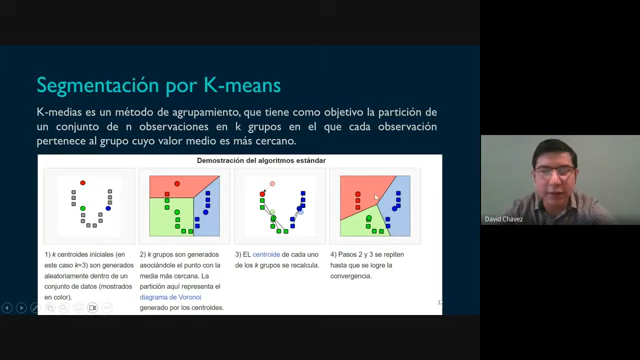 Segmentación por K-means
K-medias es un método de agrupamiento, que tiene como objetivo la partición de
un conjunto de n observaciones en k grupos en el que cada observación
pertenece al grupo cuyo valor medio es más cercano.
Demostración del algoritmos estándar
1) k centroides iniciales (en
este caso k=3) son generados
aleatoriamente dentro de un
conjunto de datos (mostrados
en color).
2) k grupos son generados
asociándole el punto con la
media más cercana. La
partición aquí representa el
diagrama de Voronoi
generado por los centroides.
3) EL centroide de cada uno
de los k grupos se recalcula.
4) Pasos 2 y 3 se repiten
hasta que se logre la
convergencia.
David Chavez